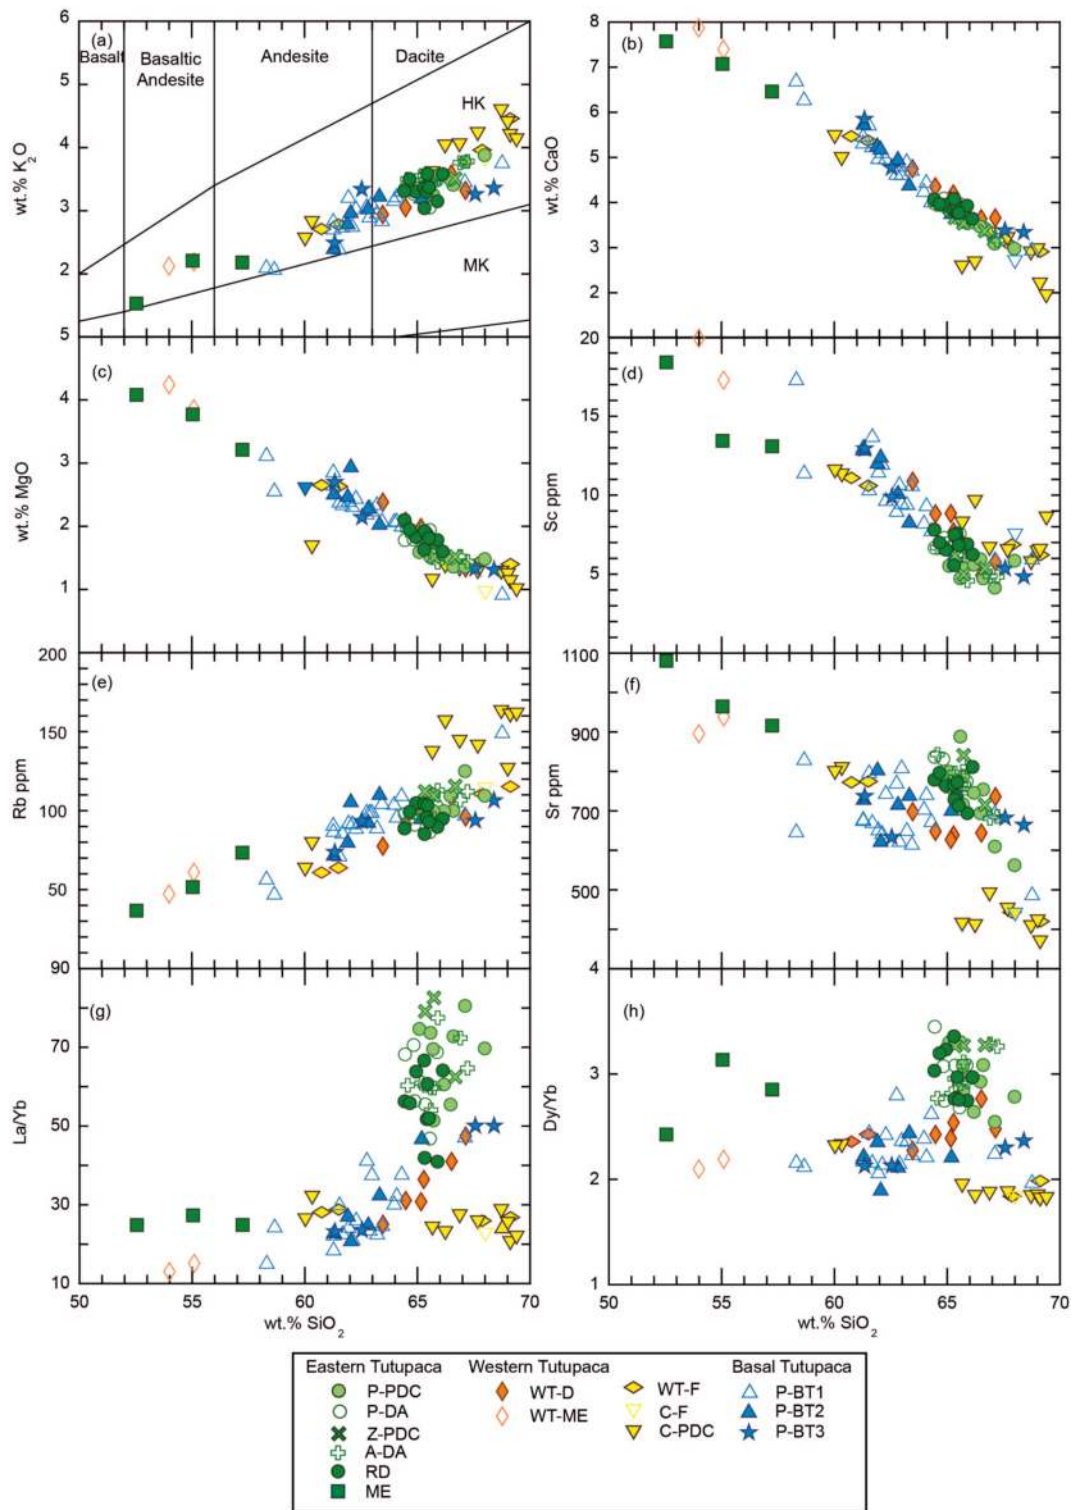 (a)
Basalt
Basaltic
Andesite
Andesite
Dacite
HK
MK
wt.% K2O
6
5
4
3
2
5
(b)
wt.% CaO
8
7
6
5
4
3
2
20
(c)
wt.% MgO
4
3
2
1
200
(d)
Sc ppm
15
10
5
1100
(e)
Rb ppm
150
100
50
90
(f)
Sr ppm
900
700
500
4
(g)
La/Yb
70
50
30
10
50
55
60
65
70
wt.% SiO2
(h)
Dy/Yb
3
2
1
50
55
60
65
70
wt.% SiO2
Eastern Tutupaca
P-PDC
P-DA
Z-PDC
A-DA
RD
ME
Western Tutupaca
WT-D
WT-ME
WT-F
C-F
C-PDC
Basal Tutupaca
P-BT1
P-BT2
P-BT3